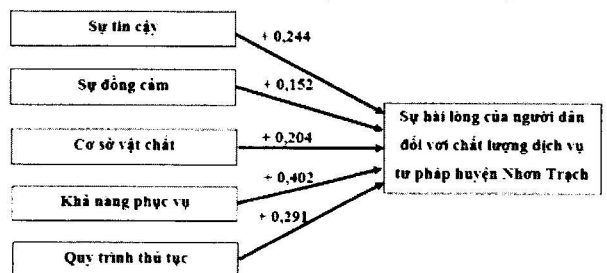 Sự tin cậy
+ 0,244
Sự đồng cảm
+ 0,152
Cơ sở vật chất
+ 0,204
Khả nang phục vụ
+ 0,402
Quy trình thủ tục
+ 0,291
Sự hài lòng của người dân
đối vơi chất lượng dịch vụ
tư pháp huyện Nhơn Trạch